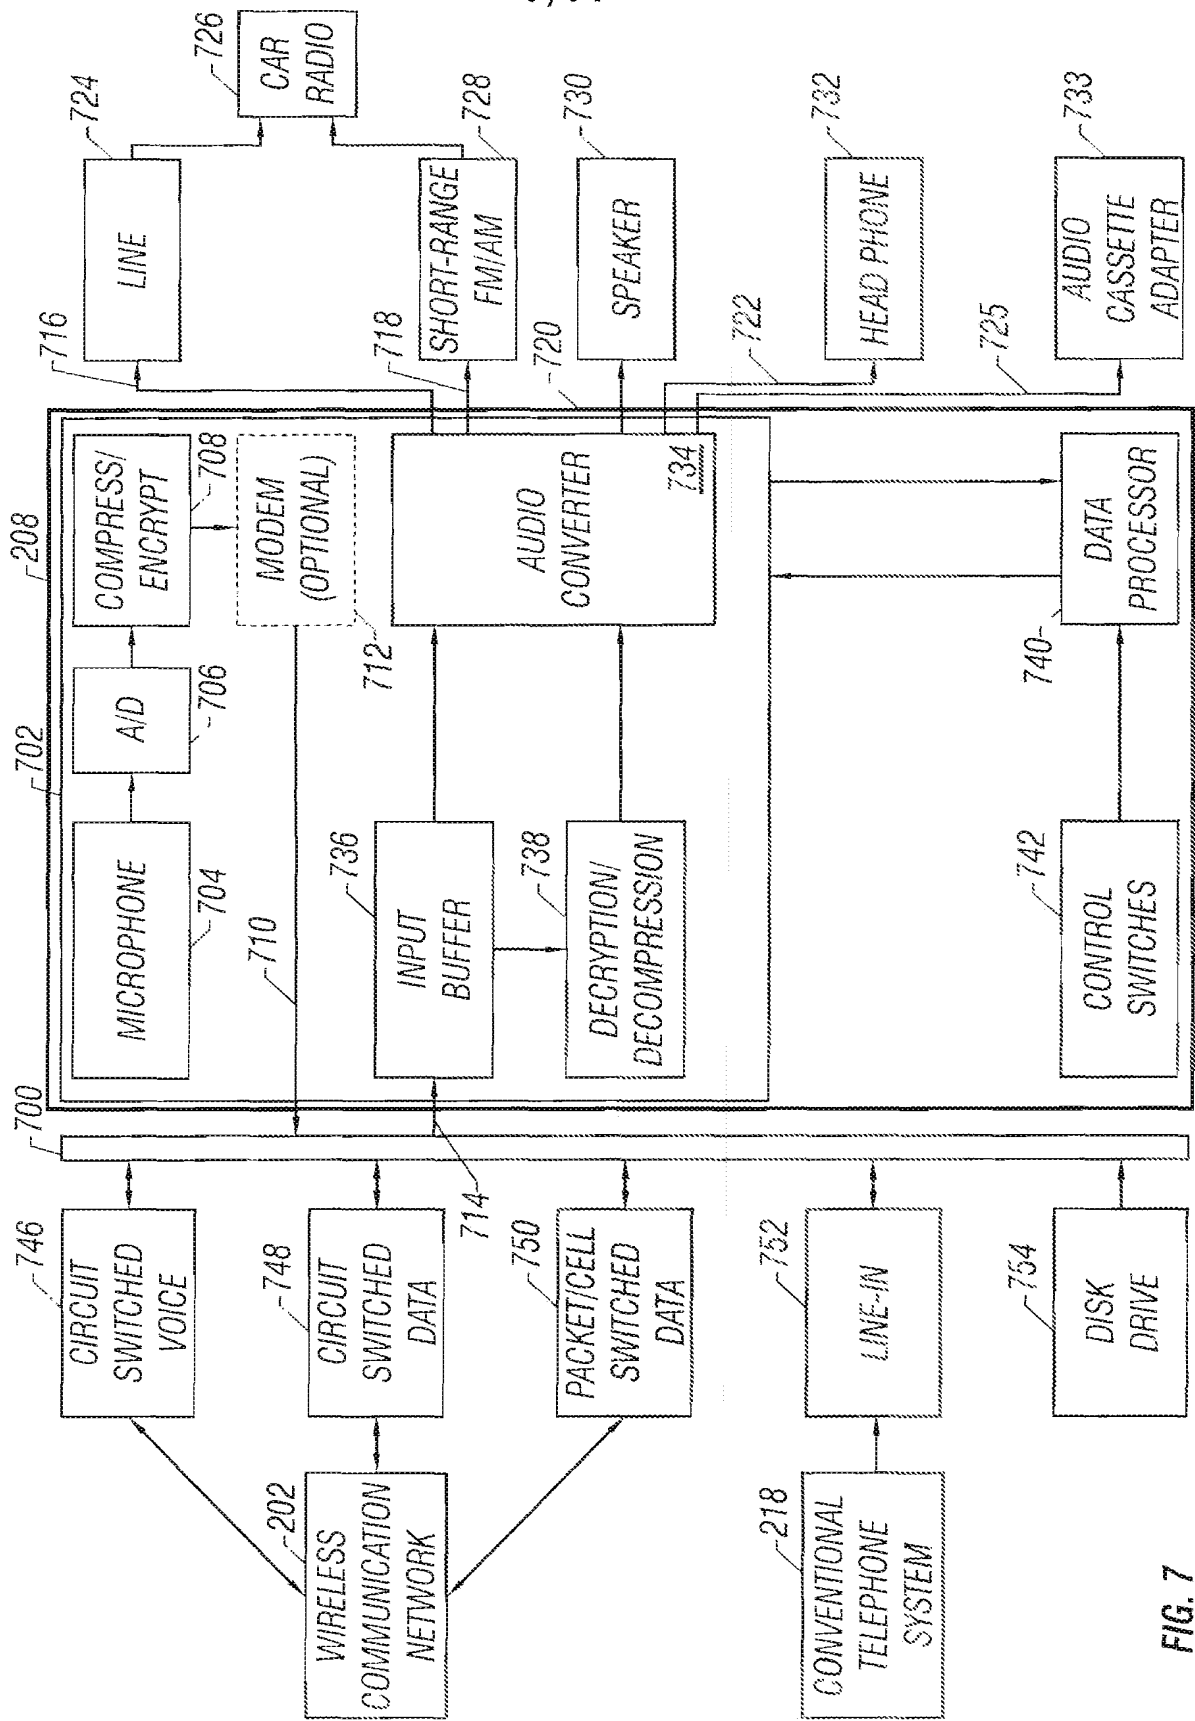 746
CIRCUIT
SWITCHED
VOICE
748
CIRCUIT
SWITCHED
DATA
750
PACKET/CELL
SWITCHED
DATA
752
LINE-IN
754
DISK
DRIVE
202
WIRELESS
COMMUNICATION
NETWORK
218
CONVENTIONAL
TELEPHONE
SYSTEM
700
714
710
702
208
MICROPHONE
704
A/D
706
COMPRESS/
ENCRYPT
708
MODEM
(OPTIONAL)
712
736
INPUT
BUFFER
738
DECRYPTION/
DECOMPRESSION
AUDIO
CONVERTER
734
742
CONTROL
SWITCHES
740
DATA
PROCESSOR
716
718
720
722
725
724
LINE
726
CAR
RADIO
728
SHORT-RANGE
FM/AM
730
SPEAKER
732
HEAD PHONE
733
AUDIO
CASSETTE
ADAPTER
FIG. 7